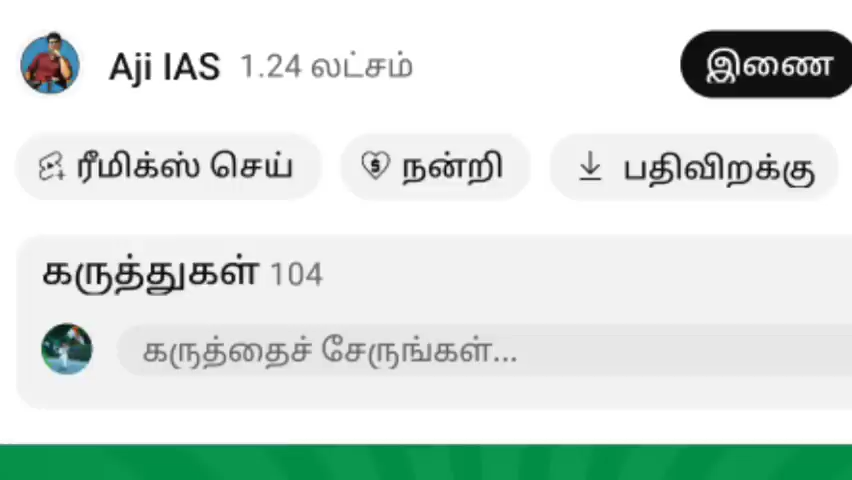 Aji IAS 1.24 லட்சம் இணை
ரீமிக்ஸ் செய் நன்றி பதிவிறக்கு
கருத்துகள் 104
கருத்தைச் சேருங்கள்...